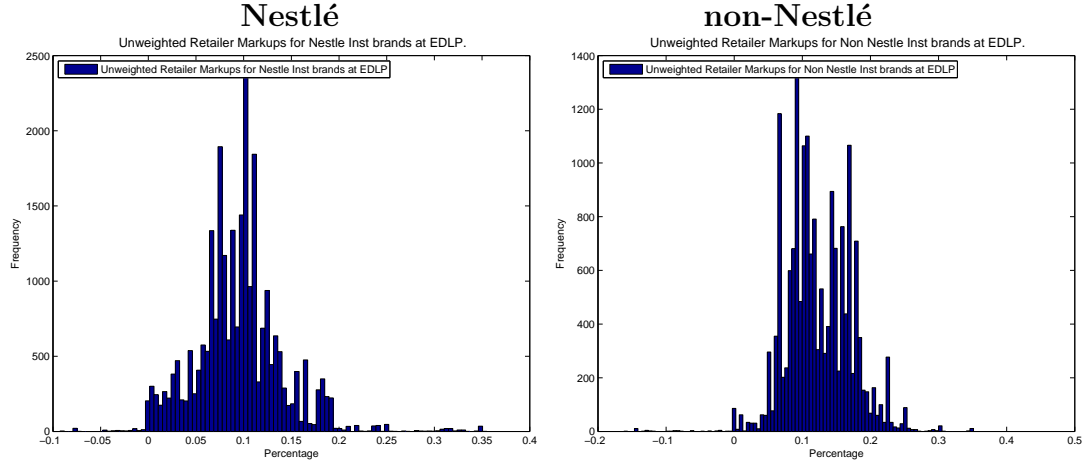 Nestlé
Unweighted Retailer Markups for Nestle Inst brands at EDLP.
Unweighted Retailer Markups for Nestle Inst brands at EDLP
2500
2000
1500
1000
500
0
Frequency
−0.1 −0.05 0 0.05 0.1 0.15 0.2 0.25 0.3 0.35 0.4
Percentage
non-Nestlé
Unweighted Retailer Markups for Non Nestle Inst brands at EDLP.
Unweighted Retailer Markups for Non Nestle Inst brands at EDLP
1400
1200
1000
800
600
400
200
0
Frequency
−0.2 −0.1 0 0.1 0.2 0.3 0.4 0.5
Percentage